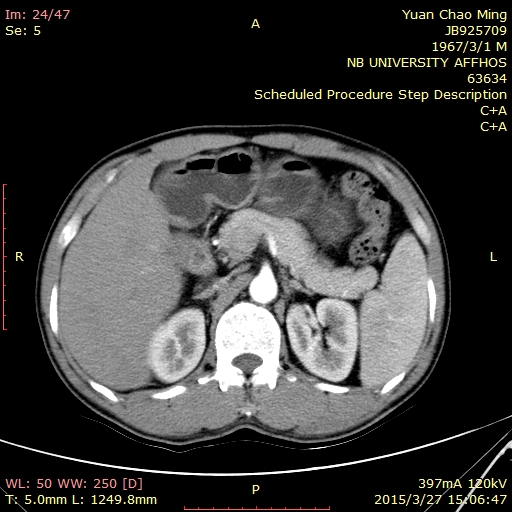 Im: 24/47
Se: 5
A
Yuan Chao Ming
JB925709
1967/3/1 M
NB UNIVERSITY AFFHOS
63634
Scheduled Procedure Step Description
C+A
C+A
R
L
WL: 50 WW: 250 [D]
T: 5.0mm L: 1249.8mm
P
397mA 120kV
2015/3/27 15:06:47